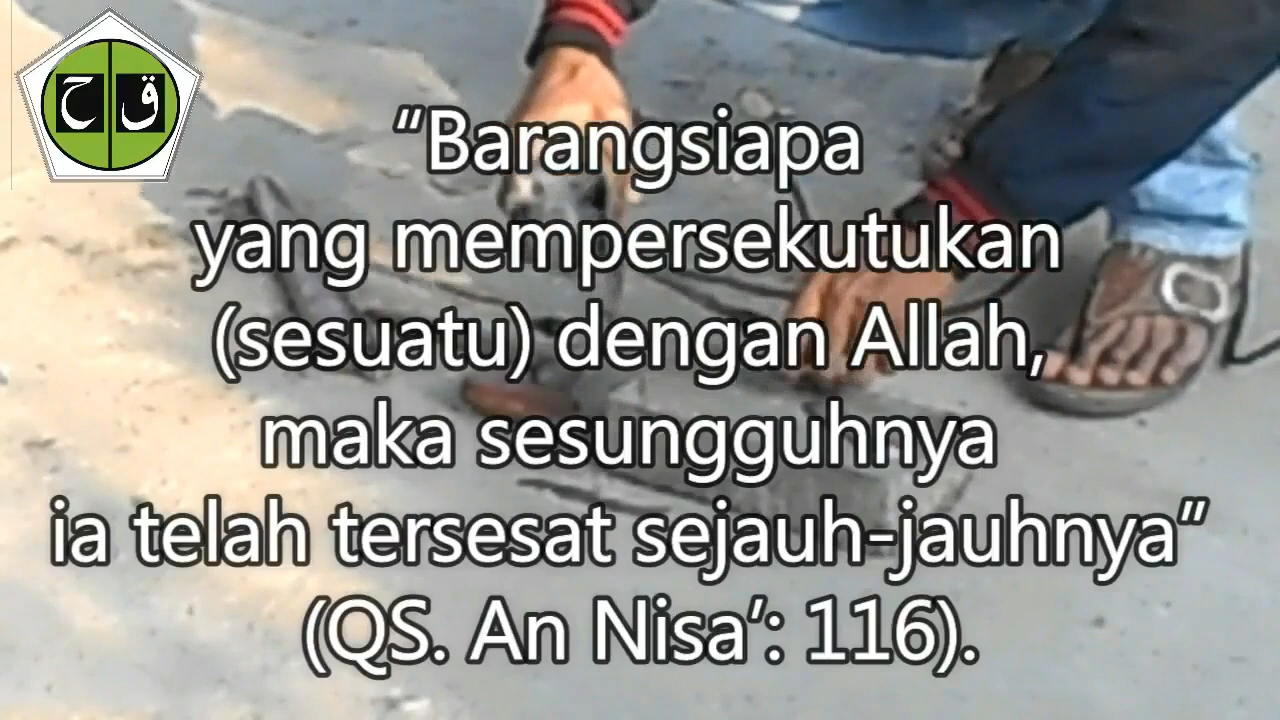 ح ق
“Barangsiapa
yang mempersekutukan
(sesuatu) dengan Allah,
maka sesungguhnya
ia telah tersesat sejauh-jauhnya”
(QS. An Nisa’: 116).